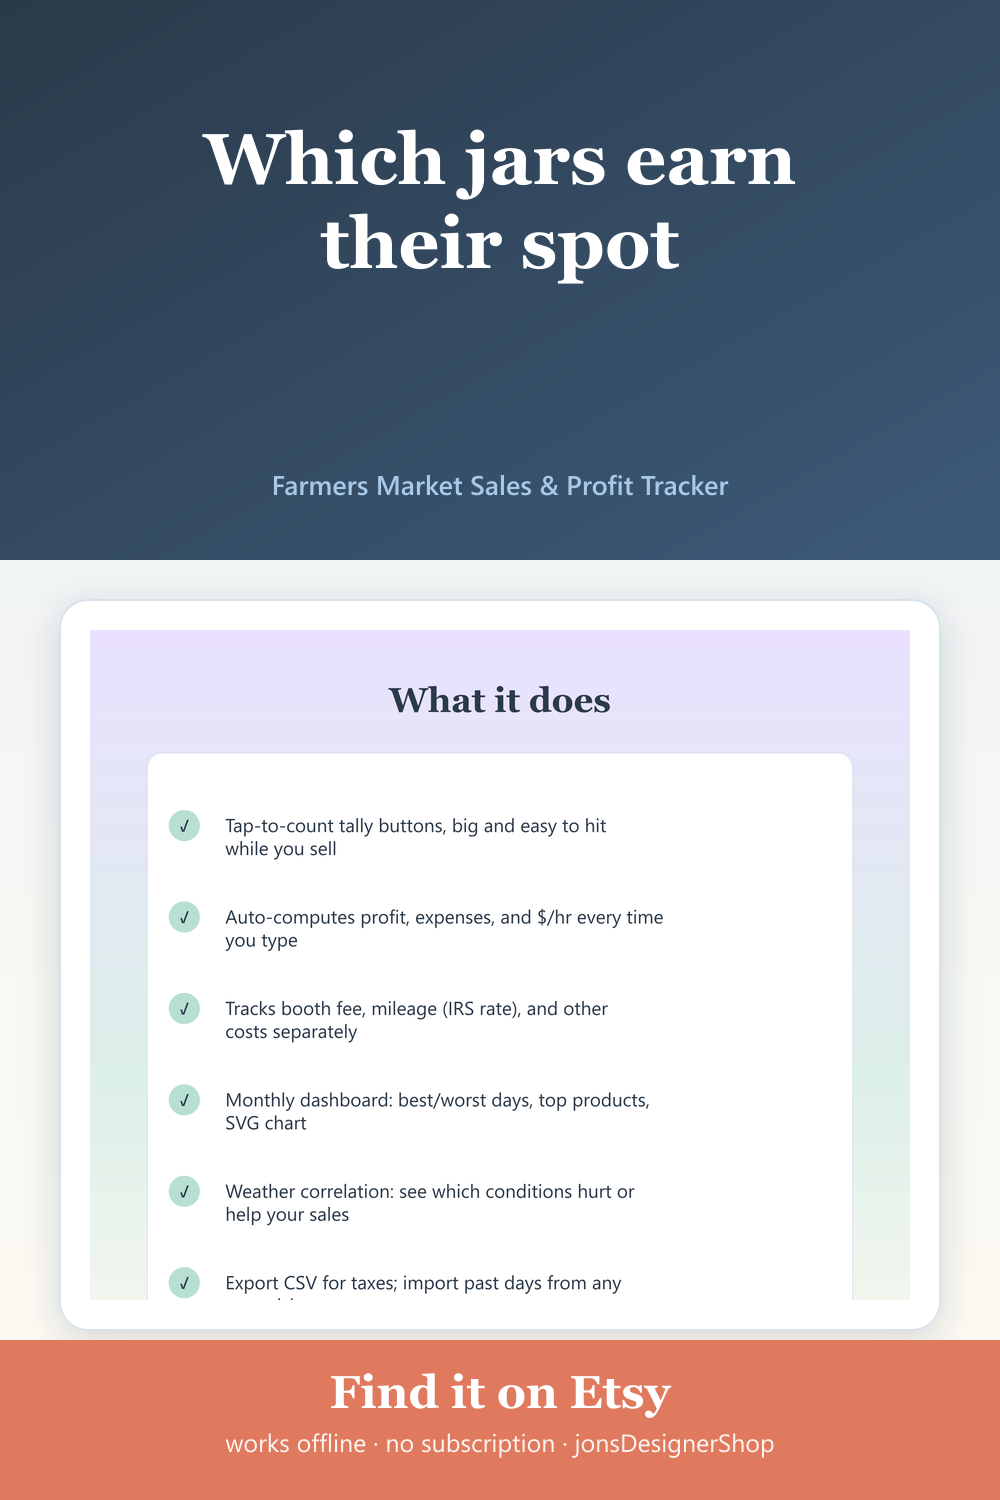 Which jars earn
their spot
Farmers Market Sales & Profit Tracker
What it does
✓ Tap-to-count tally buttons, big and easy to hit
while you sell
✓ Auto-computes profit, expenses, and $/hr every time
you type
✓ Tracks booth fee, mileage (IRS rate), and other
costs separately
✓ Monthly dashboard: best/worst days, top products,
SVG chart
✓ Weather correlation: see which conditions hurt or
help your sales
✓ Export CSV for taxes; import past days from any
Find it on Etsy
works offline · no subscription · jonsDesignerShop